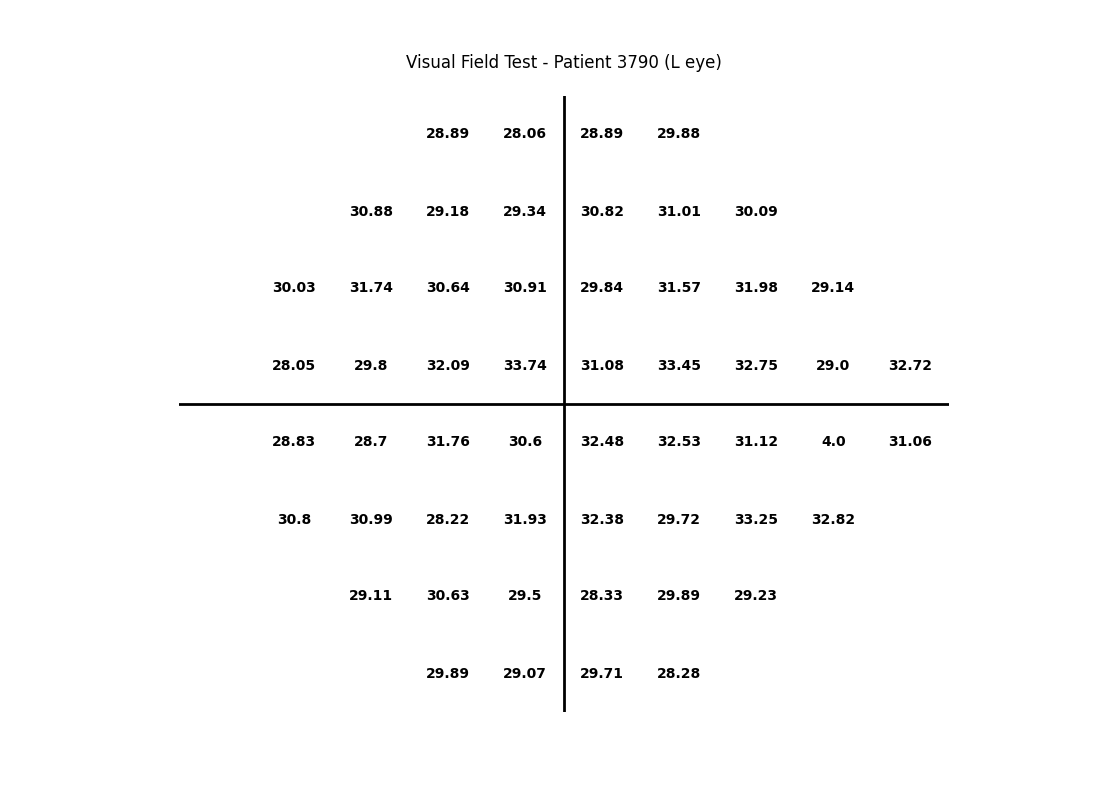 Visual Field Test - Patient 3790 (L eye)
28.89 28.06 28.89 29.88
30.88 29.18 29.34 30.82 31.01 30.09
30.03 31.74 30.64 30.91 29.84 31.57 31.98 29.14
28.05 29.8 32.09 33.74 31.08 33.45 32.75 29.0 32.72
28.83 28.7 31.76 30.6 32.48 32.53 31.12 4.0 31.06
30.8 30.99 28.22 31.93 32.38 29.72 33.25 32.82
29.11 30.63 29.5 28.33 29.89 29.23
29.89 29.07 29.71 28.28